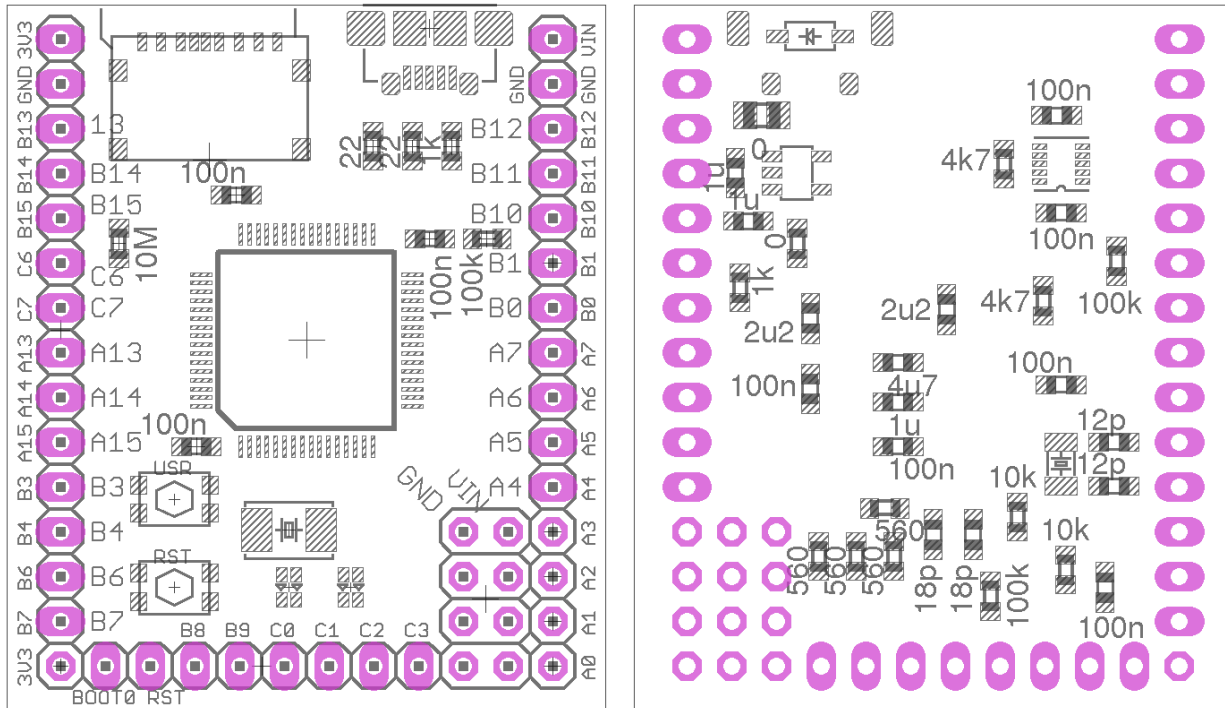 3V3
GND
B13
B14
B15
C6
C7
A13
A14
A15
B3
B4
B6
B7
3V3
13
B14
B15
C6
C7
A13
A14
A15
B3
B4
B6
B7
100n
10M
100n
USR
RST
22
22
1k
100n
100k
GND
B12
B11
B10
B1
B0
A7
A6
A5
A4
GND
VIN
VIN
GND
B12
B11
B10
B1
B0
A7
A6
A5
A4
A3
A2
A1
A0
B8
B9
C0
C1
C2
C3
BOOT0
RST
0
1u
1u
0
1k
2u2
100n
2u2
4u7
1u
100n
560
560
560
560
18p
18p
100k
4k7
100n
100n
4k7
100k
100n
12p
12p
10k
10k
100n